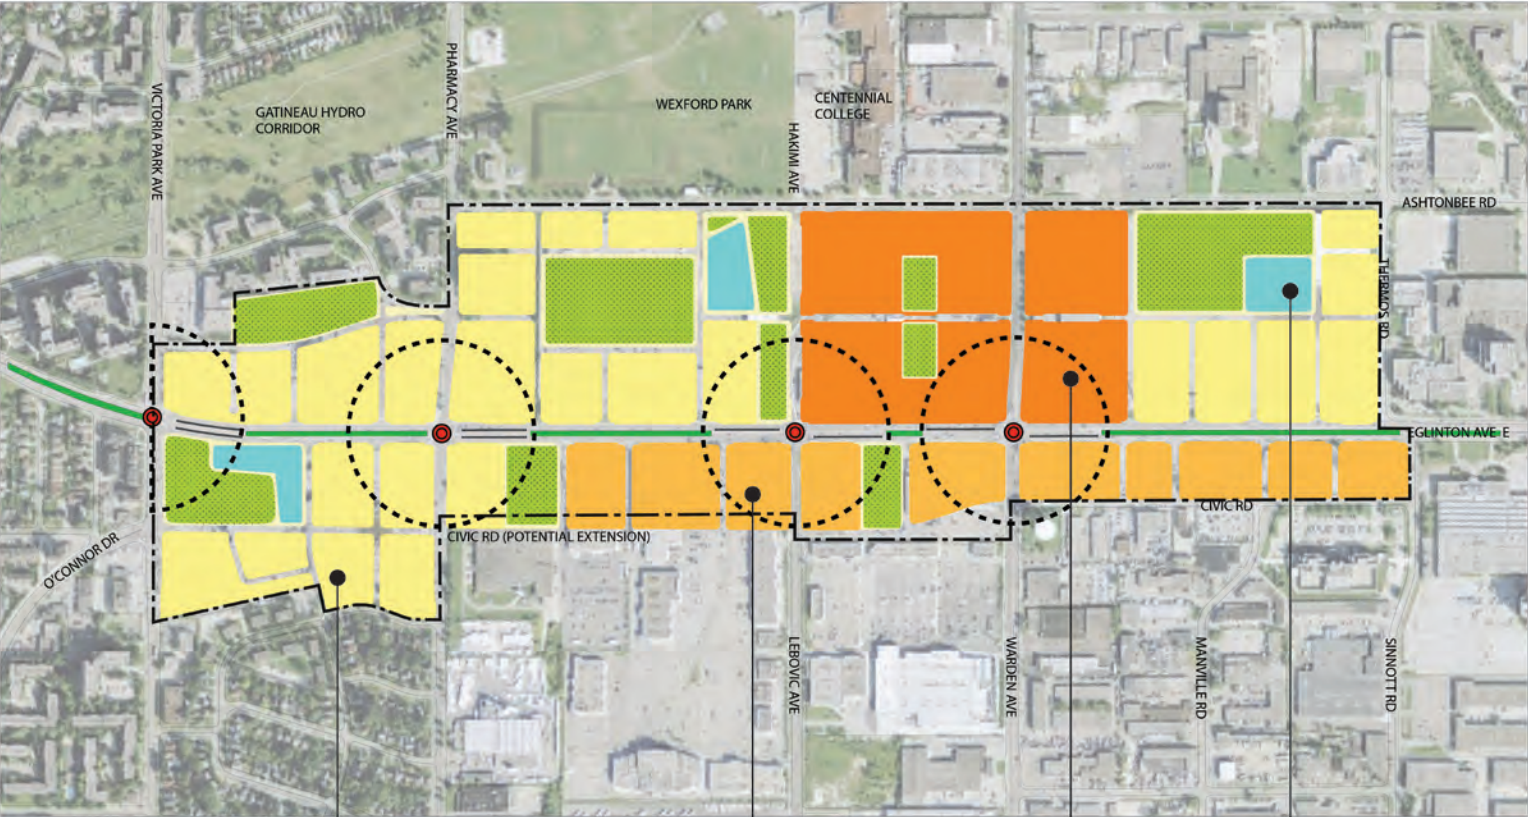 VICTORIA PARK AVE
GATINEAU HYDRO
CORRIDOR
PHARMACY AVE
WEXFORD PARK
HAKIMI AVE
CENTENNIAL
COLLEGE
ASHTONBEE RD
THERMOS RD
EGLINTON AVE E
O'CONNOR DR
CIVIC RD (POTENTIAL EXTENSION)
CIVIC RD
LEBOVIC AVE
WARDEN AVE
MANVILLE RD
SINNOTT RD